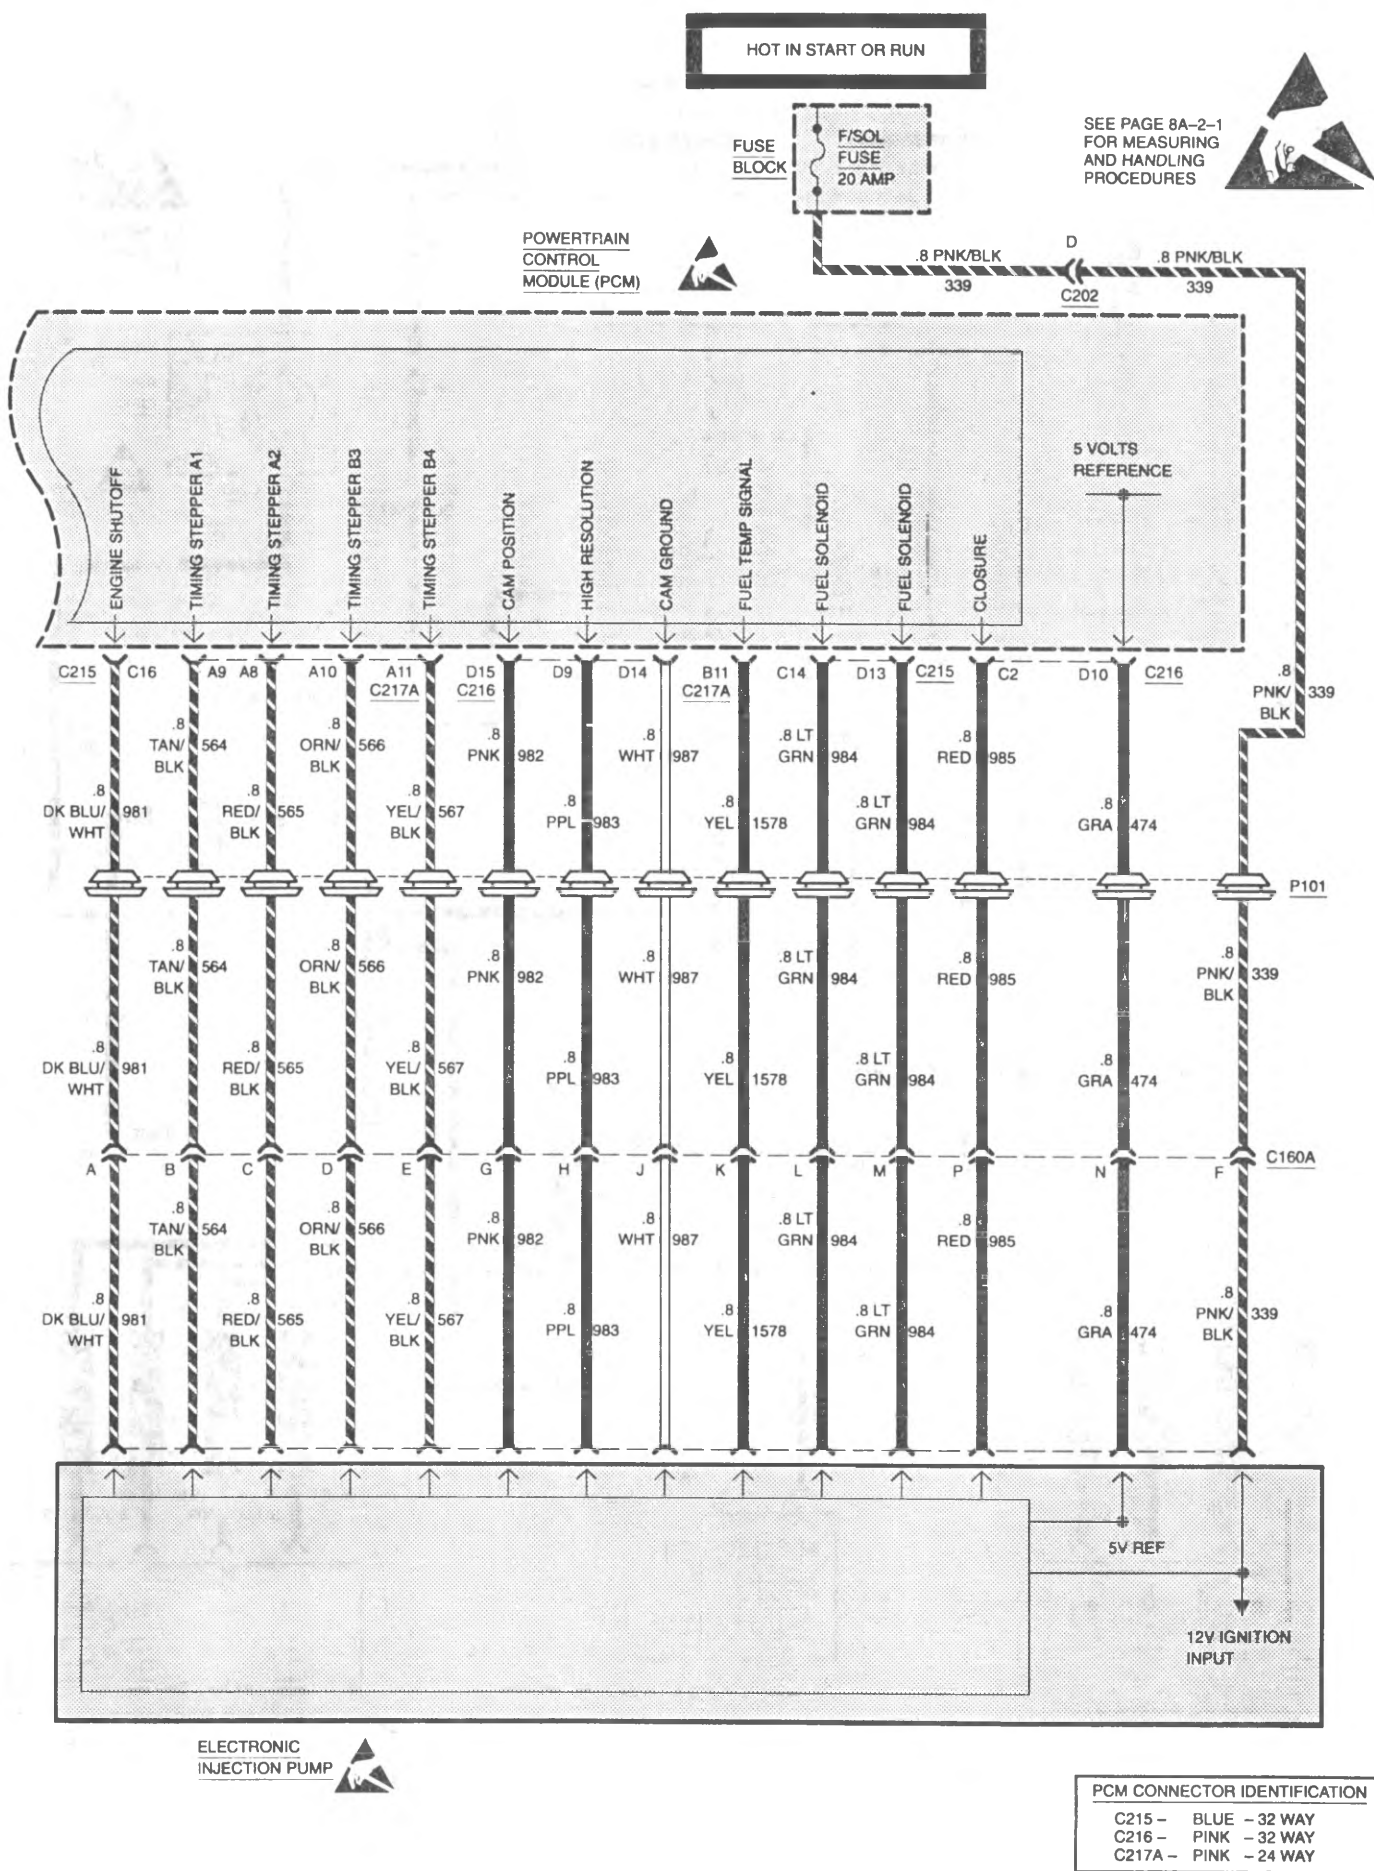 HOT IN START OR RUN
FUSE
BLOCK
F/SOL
FUSE
20 AMP
SEE PAGE 8A-2-1
FOR MEASURING
AND HANDLING
PROCEDURES
POWERTRAIN
CONTROL
MODULE (PCM)
.8 PNK/BLK
339
D
C202
.8 PNK/BLK
339
ENGINE SHUTOFF
TIMING STEPPER A1
TIMING STEPPER A2
TIMING STEPPER B3
TIMING STEPPER B4
CAM POSITION
HIGH RESOLUTION
CAM GROUND
FUEL TEMP SIGNAL
FUEL SOLENOID
FUEL SOLENOID
CLOSURE
5 VOLTS
REFERENCE
C215 C16 A9 A8 A10 A11 D15 D9 D14 B11 C14 D13 C215 C2 D10 C216
C217A C216 C217A
.8
TAN/ 564
BLK
.8
ORN/ 566
BLK
.8
PNK 982
.8
WHT 987
.8 LT
GRN 984
.8
RED 985
.8
PNK/ 339
BLK
.8
DK BLU/ 981
WHT
.8
RED/ 565
BLK
.8
YEL/ 567
BLK
.8
PPL 983
.8
YEL 1578
.8 LT
GRN 984
.8
GRA 474
P101
.8
TAN/ 564
BLK
.8
ORN/ 566
BLK
.8
PNK 982
.8
WHT 987
.8 LT
GRN 984
.8
RED 985
.8
PNK/ 339
BLK
.8
DK BLU/ 981
WHT
.8
RED/ 565
BLK
.8
YEL/ 567
BLK
.8
PPL 983
.8
YEL 1578
.8 LT
GRN 984
.8
GRA 474
A B C D E G H J K L M P N F C160A
.8
TAN/ 564
BLK
.8
ORN/ 566
BLK
.8
PNK 982
.8
WHT 987
.8 LT
GRN 984
.8
RED 985
.8
DK BLU/ 981
WHT
.8
RED/ 565
BLK
.8
YEL/ 567
BLK
.8
PPL 983
.8
YEL 1578
.8 LT
GRN 984
.8
GRA 474
.8
PNK/ 339
BLK
5V REF
12V IGNITION
INPUT
ELECTRONIC
INJECTION PUMP
PCM CONNECTOR IDENTIFICATION
C215 – BLUE – 32 WAY
C216 – PINK – 32 WAY
C217A – PINK – 24 WAY